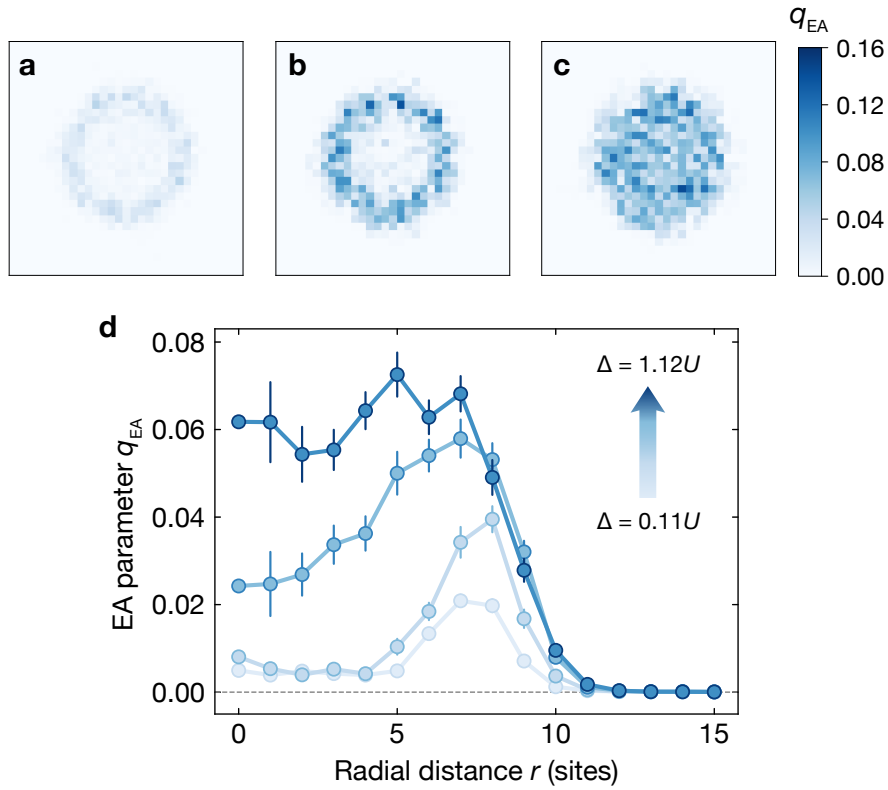 a
b
c
q_EA
0.16
0.12
0.08
0.04
0.00
d
EA parameter q_EA
0.08
0.06
0.04
0.02
0.00
Δ = 1.12U
Δ = 0.11U
0
5
10
15
Radial distance r (sites)